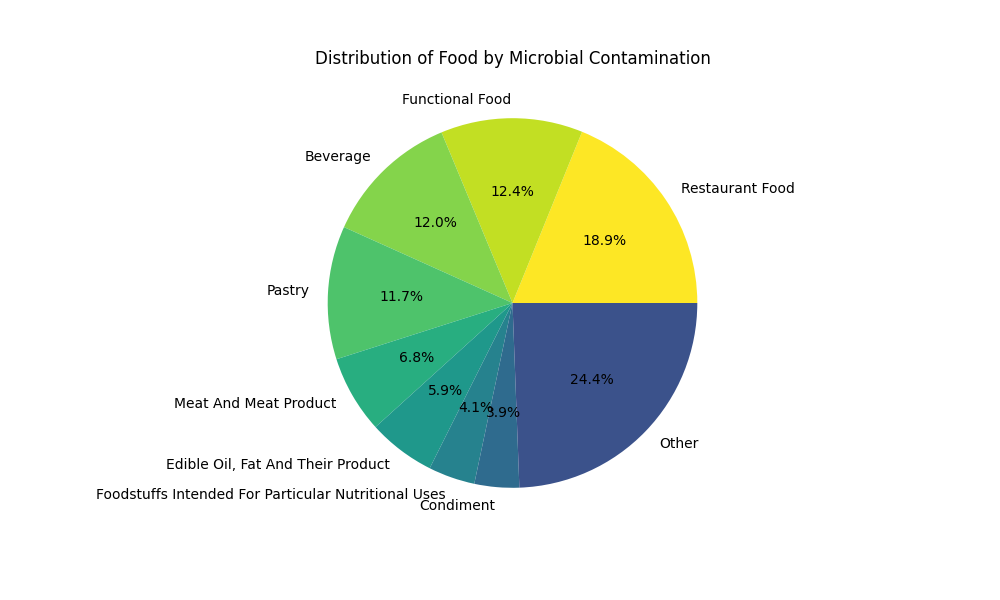 Distribution of Food by Microbial Contamination
Functional Food
Beverage
Restaurant Food
12.4%
12.0%
18.9%
Pastry
11.7%
6.8%
24.4%
5.9%
Meat And Meat Product
4.1%
3.9%
Other
Edible Oil, Fat And Their Product
Foodstuffs Intended For Particular Nutritional Uses
Condiment